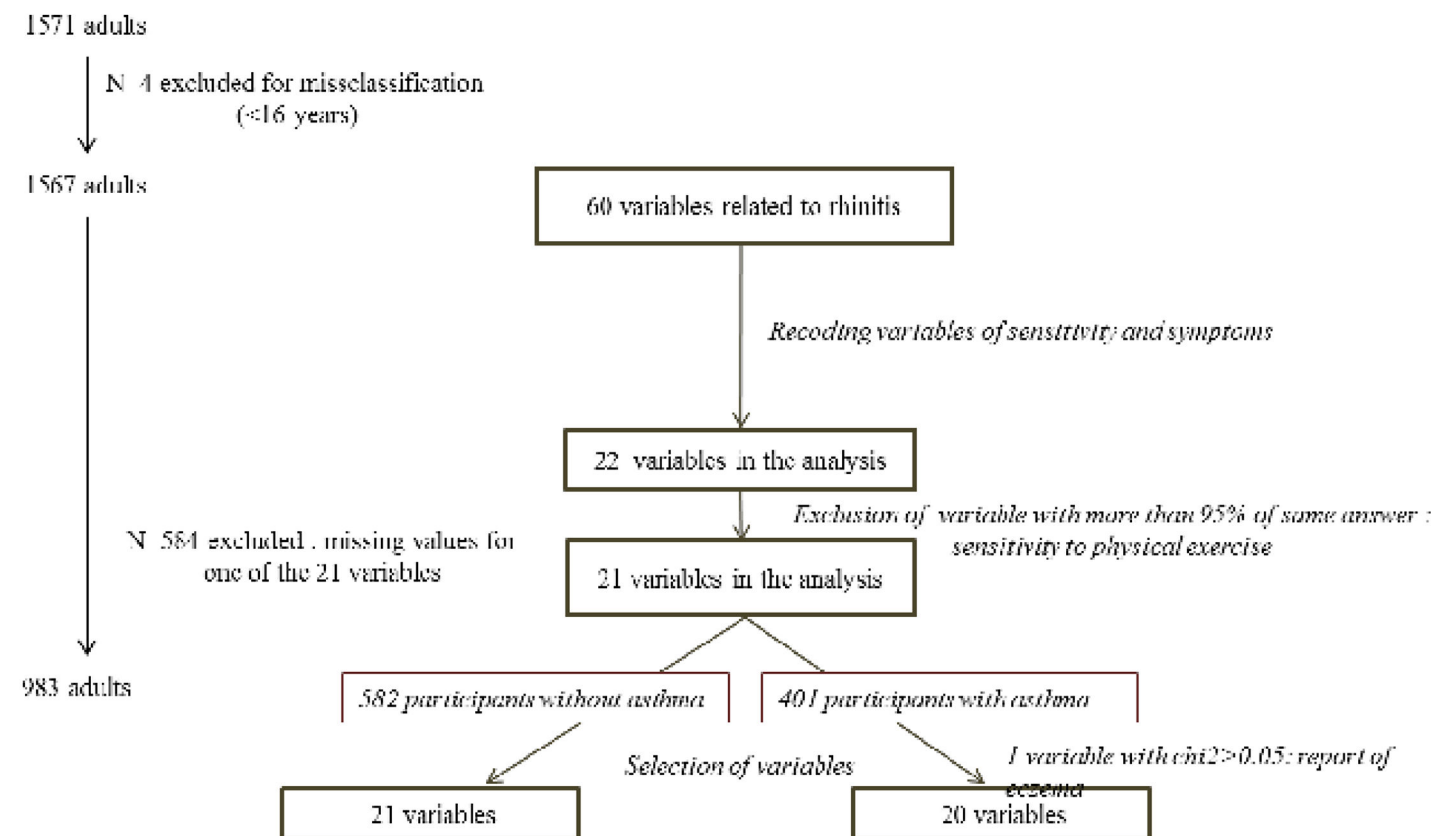 1571 adults
N 4 excluded for missclassification
(<16 years)
1567 adults
60 variables related to rhinitis
Recoding variables of sensitivity and symptoms
22 variables in the analysis
Exclusion of variable with more than 95% of same answer :
sensitivity to physical exercise
N 584 excluded : missing values for
one of the 21 variables
21 variables in the analysis
983 adults
582 participants without asthma
401 participants with asthma
Selection of variables
1 variable with chi2>0.05: report of
eczema
21 variables
20 variables